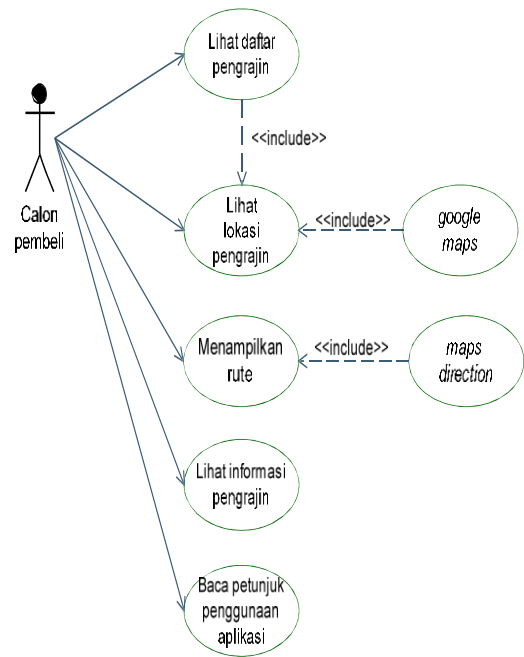 Lihat daftar
pengrajin
<<include>>
Calon
pembeli
Lihat
lokasi
pengrajin
<<include>>
google
maps
Menampilkan
rute
<<include>>
maps
direction
Lihat informasi
pengrajin
Baca petunjuk
penggunaan
aplikasi